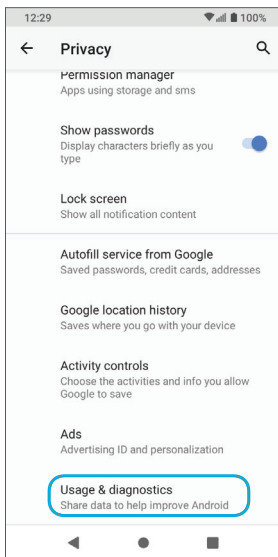 12:29 100%
Privacy
Permission manager
Apps using storage and sms
Show passwords
Display characters briefly as you
type
Lock screen
Show all notification content
Autofill service from Google
Saved passwords, credit cards, addresses
Google location history
Saves where you go with your device
Activity controls
Choose the activities and info you allow
Google to save
Ads
Advertising ID and personalization
Usage & diagnostics
Share data to help improve Android